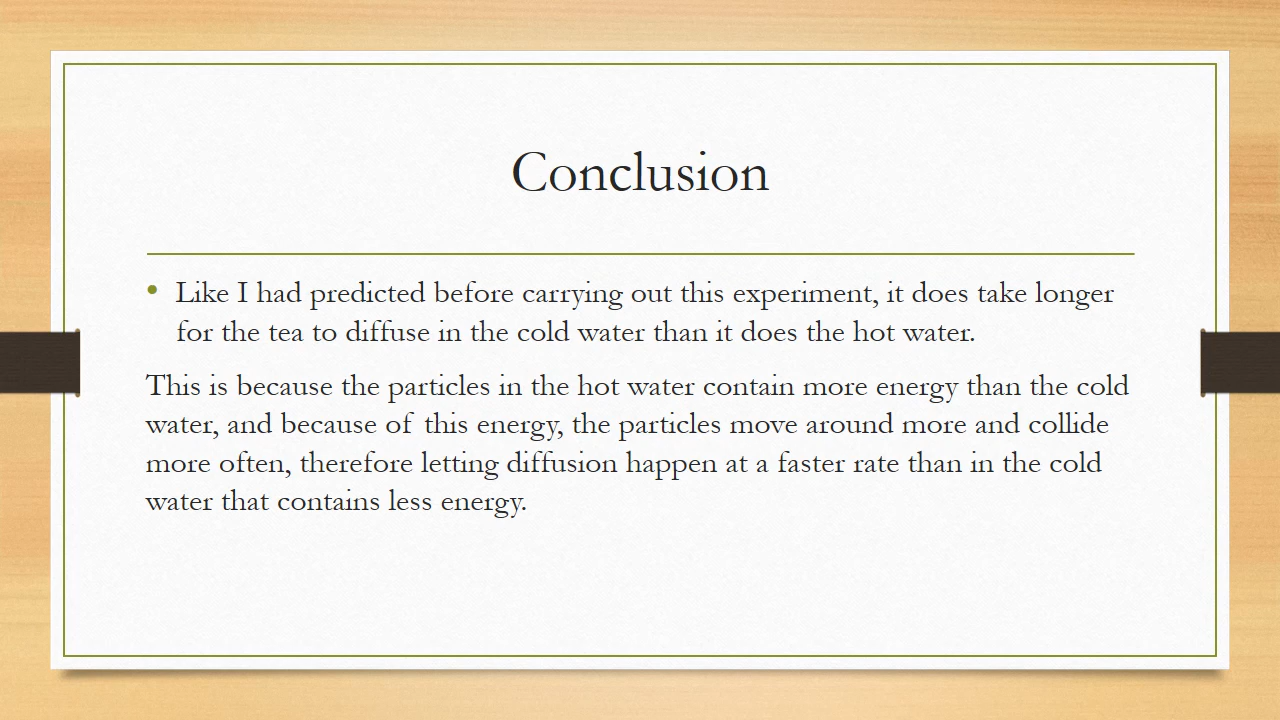 Conclusion
• Like I had predicted before carrying out this experiment, it does take longer
for the tea to diffuse in the cold water than it does the hot water.
This is because the particles in the hot water contain more energy than the cold
water, and because of this energy, the particles move around more and collide
more often, therefore letting diffusion happen at a faster rate than in the cold
water that contains less energy.